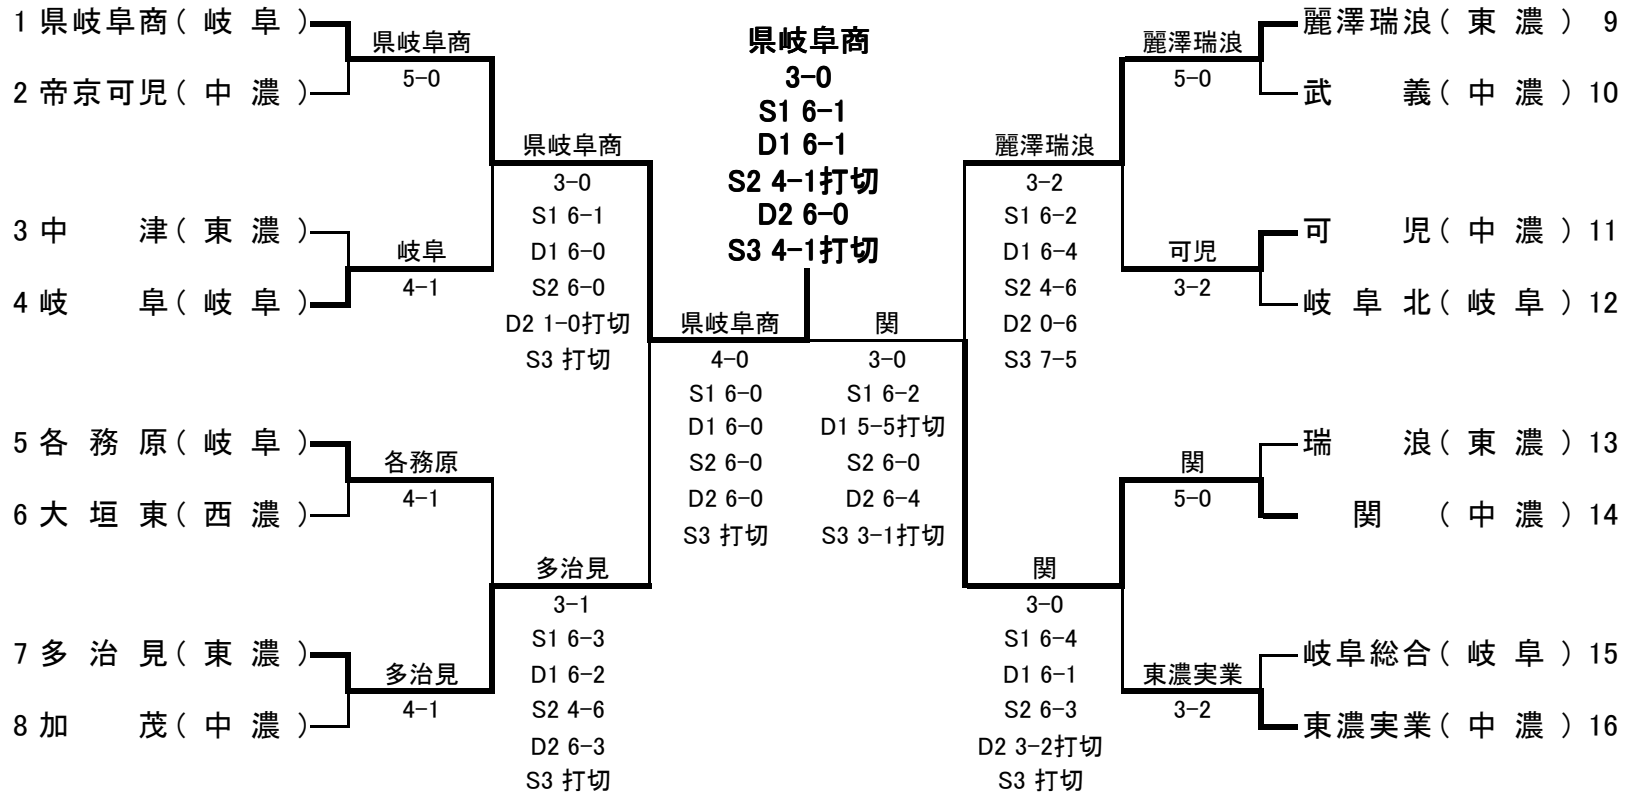 1 県岐阜商（ 岐 阜 ）
2 帝京可児（ 中 濃 ）
3 中 津（ 東 濃 ）
4 岐 阜（ 岐 阜 ）
5 各 務 原（ 岐 阜 ）
6 大 垣 東（ 西 濃 ）
7 多 治 見（ 東 濃 ）
8 加 茂（ 中 濃 ）
県岐阜商
5-0
岐阜
4-1
各務原
4-1
多治見
4-1
県岐阜商
3-0
S1 6-1
D1 6-0
S2 6-0
D2 1-0打切
S3 打切
多治見
3-1
S1 6-3
D1 6-2
S2 4-6
D2 6-3
S3 打切
県岐阜商
4-0
S1 6-0
D1 6-0
S2 6-0
D2 6-0
S3 打切
県岐阜商
3-0
S1 6-1
D1 6-1
S2 4-1打切
D2 6-0
S3 4-1打切
関
3-0
S1 6-2
D1 5-5打切
S2 6-0
D2 6-4
S3 3-1打切
麗澤瑞浪
3-2
S1 6-2
D1 6-4
S2 4-6
D2 0-6
S3 7-5
関
3-0
S1 6-4
D1 6-1
S2 6-3
D2 3-2打切
S3 打切
麗澤瑞浪
5-0
可児
3-2
関
5-0
東濃実業
3-2
麗澤瑞浪（ 東 濃 ） 9
武 義（ 中 濃 ） 10
可 児（ 中 濃 ） 11
岐 阜 北（ 岐 阜 ） 12
瑞 浪（ 東 濃 ） 13
関 （ 中 濃 ） 14
岐阜総合（ 岐 阜 ） 15
東濃実業（ 中 濃 ） 16